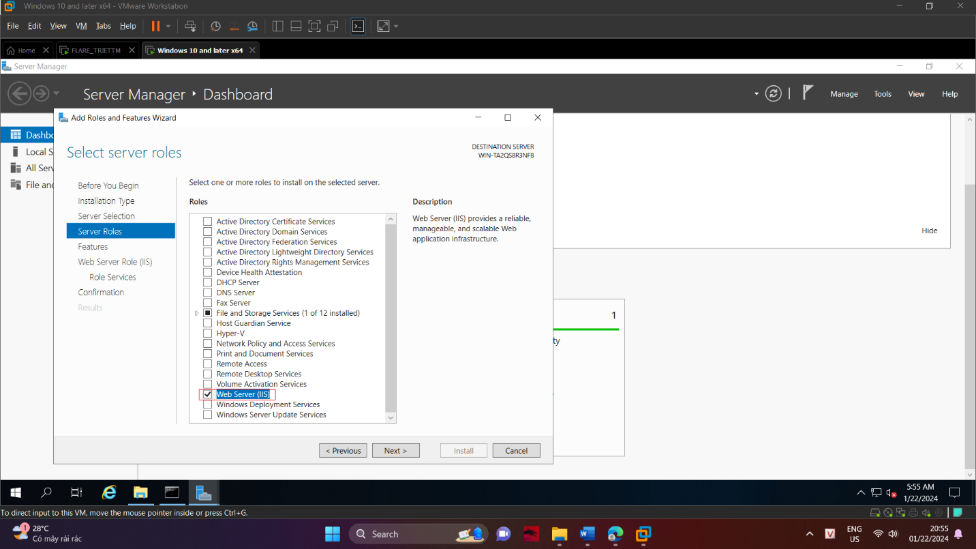 Windows 10 and later x64 - VMware Workstation
File Edit View VM Tabs Help
Home FLARE_TRIETTM Windows 10 and later x64
Server Manager
Server Manager Dashboard
Manage Tools View Help
Add Roles and Features Wizard
Dashbo
Local S
All Serv
File and
Select server roles
DESTINATION SERVER
WIN-TA2QS8R3NFB
Before You Begin
Installation Type
Server Selection
Server Roles
Features
Web Server Role (IIS)
Role Services
Confirmation
Results
Select one or more roles to install on the selected server.
Roles
Active Directory Certificate Services
Active Directory Domain Services
Active Directory Federation Services
Active Directory Lightweight Directory Services
Active Directory Rights Management Services
Device Health Attestation
DHCP Server
DNS Server
Fax Server
File and Storage Services (1 of 12 installed)
Host Guardian Service
Hyper-V
Network Policy and Access Services
Print and Document Services
Remote Access
Remote Desktop Services
Volume Activation Services
Web Server (IIS)
Windows Deployment Services
Windows Server Update Services
Description
Web Server (IIS) provides a reliable,
manageable, and scalable Web
application infrastructure.
Hide
1
ty
< Previous Next > Install Cancel
5:55 AM
1/22/2024
To direct input to this VM, move the mouse pointer inside or press Ctrl+G.
1
28°C
Có mây rải rác
Search
ENG
US
20:55
01/22/2024